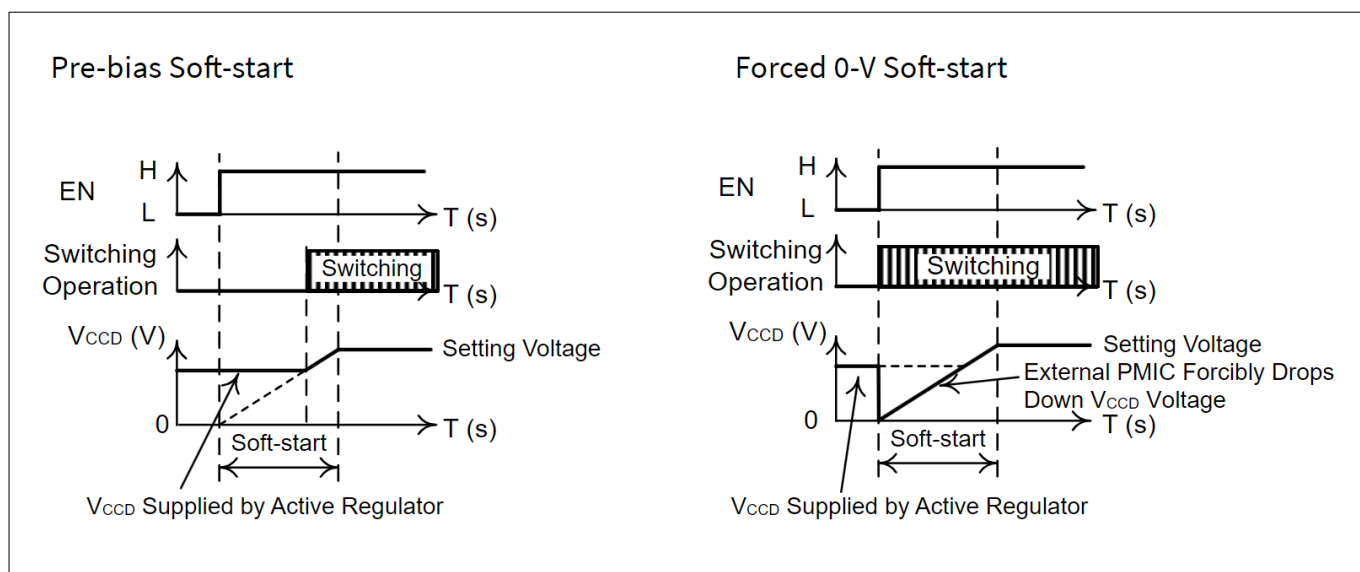 Pre-bias Soft-start
H
EN
L
T (s)
Switching
Operation
Switching
T (s)
VCCD (V)
Setting Voltage
0
T (s)
Soft-start
VCCD Supplied by Active Regulator
Forced 0-V Soft-start
H
EN
L
T (s)
Switching
Operation
Switching
T (s)
VCCD (V)
Setting Voltage
External PMIC Forcibly Drops
Down VCCD Voltage
0
T (s)
Soft-start
VCCD Supplied by Active Regulator